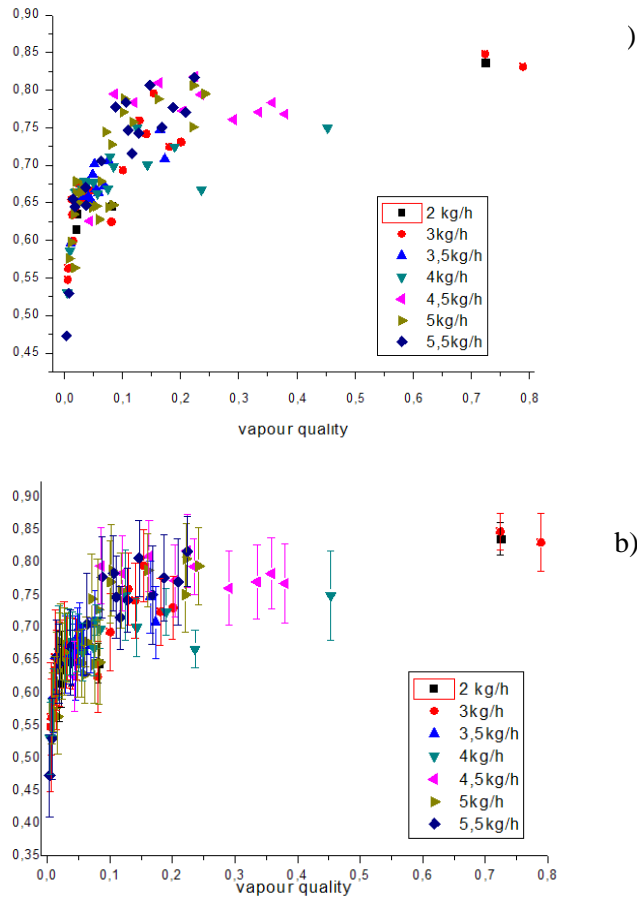 0,90
)
0,85
0,80
0,75
0,70
0,65
0,60
0,55
0,50
0,45
2 kg/h
3kg/h
3,5kg/h
4kg/h
4,5kg/h
5kg/h
5,5kg/h
0,0 0,1 0,2 0,3 0,4 0,5 0,6 0,7 0,8
vapour quality
0,90
b)
0,85
0,80
0,75
0,70
0,65
0,60
0,55
0,50
0,45
0,40
0,35
2 kg/h
3kg/h
3,5kg/h
4kg/h
4,5kg/h
5kg/h
5,5kg/h
0,0 0,1 0,2 0,3 0,4 0,5 0,6 0,7 0,8
vapour quality